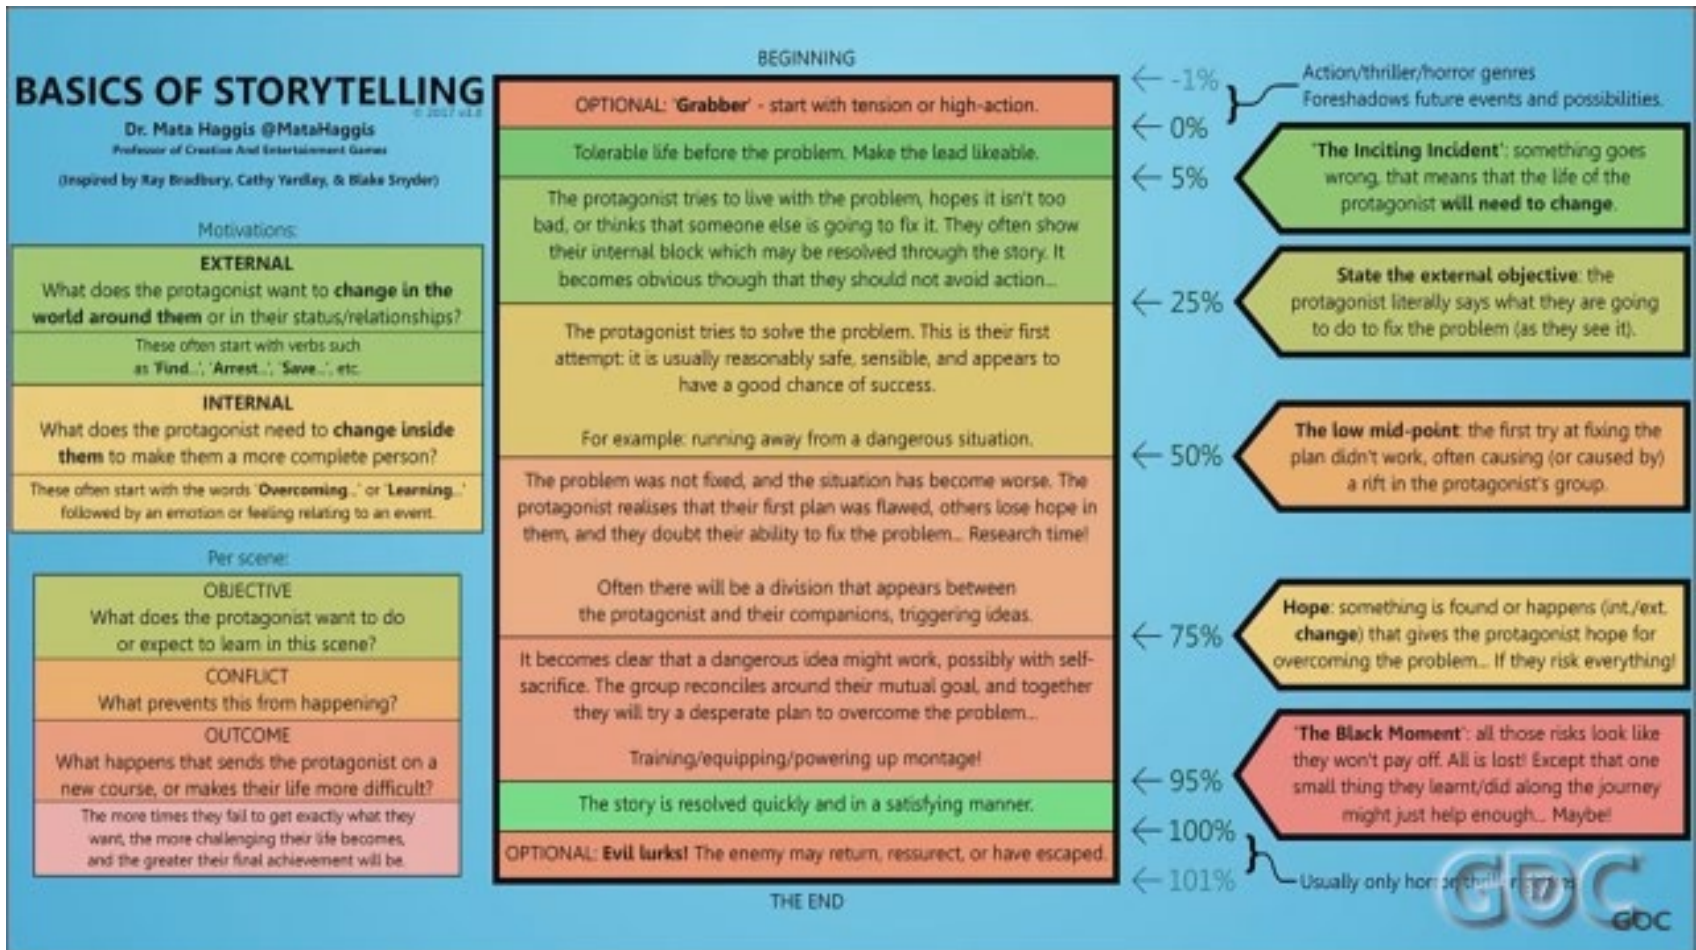 BASICS OF STORYTELLING
© 2017 v3.0
Dr. Mata Haggis @MataHaggis
Professor of Creative And Entertainment Games
(Inspired by Ray Bradbury, Cathy Yardley, & Blake Snyder)
Motivations:
EXTERNAL
What does the protagonist want to change in the
world around them or in their status/relationships?
These often start with verbs such
as 'Find...', 'Arrest...', 'Save...', etc.
INTERNAL
What does the protagonist need to change inside
them to make them a more complete person?
These often start with the words 'Overcoming...' or 'Learning...'
followed by an emotion or feeling relating to an event.
Per scene:
OBJECTIVE
What does the protagonist want to do
or expect to learn in this scene?
CONFLICT
What prevents this from happening?
OUTCOME
What happens that sends the protagonist on a
new course, or makes their life more difficult?
The more times they fail to get exactly what they
want, the more challenging their life becomes,
and the greater their final achievement will be.
BEGINNING
OPTIONAL: 'Grabber' - start with tension or high-action.
Tolerable life before the problem. Make the lead likeable.
The protagonist tries to live with the problem, hopes it isn't too
bad, or thinks that someone else is going to fix it. They often show
their internal block which may be resolved through the story. It
becomes obvious though that they should not avoid action...
The protagonist tries to solve the problem. This is their first
attempt: it is usually reasonably safe, sensible, and appears to
have a good chance of success.
For example: running away from a dangerous situation.
The problem was not fixed, and the situation has become worse. The
protagonist realises that their first plan was flawed, others lose hope in
them, and they doubt their ability to fix the problem... Research time!
Often there will be a division that appears between
the protagonist and their companions, triggering ideas.
It becomes clear that a dangerous idea might work, possibly with self-
sacrifice. The group reconciles around their mutual goal, and together
they will try a desperate plan to overcome the problem...
Training/equipping/powering up montage!
The story is resolved quickly and in a satisfying manner.
OPTIONAL: Evil lurks! The enemy may return, ressurect, or have escaped.
THE END
← -1%
← 0%
← 5%
← 25%
← 50%
← 75%
← 95%
← 100%
← 101%
Action/thriller/horror genres
Foreshadows future events and possibilities.
'The Inciting Incident': something goes
wrong, that means that the life of the
protagonist will need to change.
State the external objective: the
protagonist literally says what they are going
to do to fix the problem (as they see it).
The low mid-point: the first try at fixing the
plan didn't work, often causing (or caused by)
a rift in the protagonist's group.
Hope: something is found or happens (int./ext.
change) that gives the protagonist hope for
overcoming the problem... If they risk everything!
'The Black Moment': all those risks look like
they won't pay off. All is lost! Except that one
small thing they learnt/did along the journey
might just help enough... Maybe!
Usually only horror
GDC
GDC